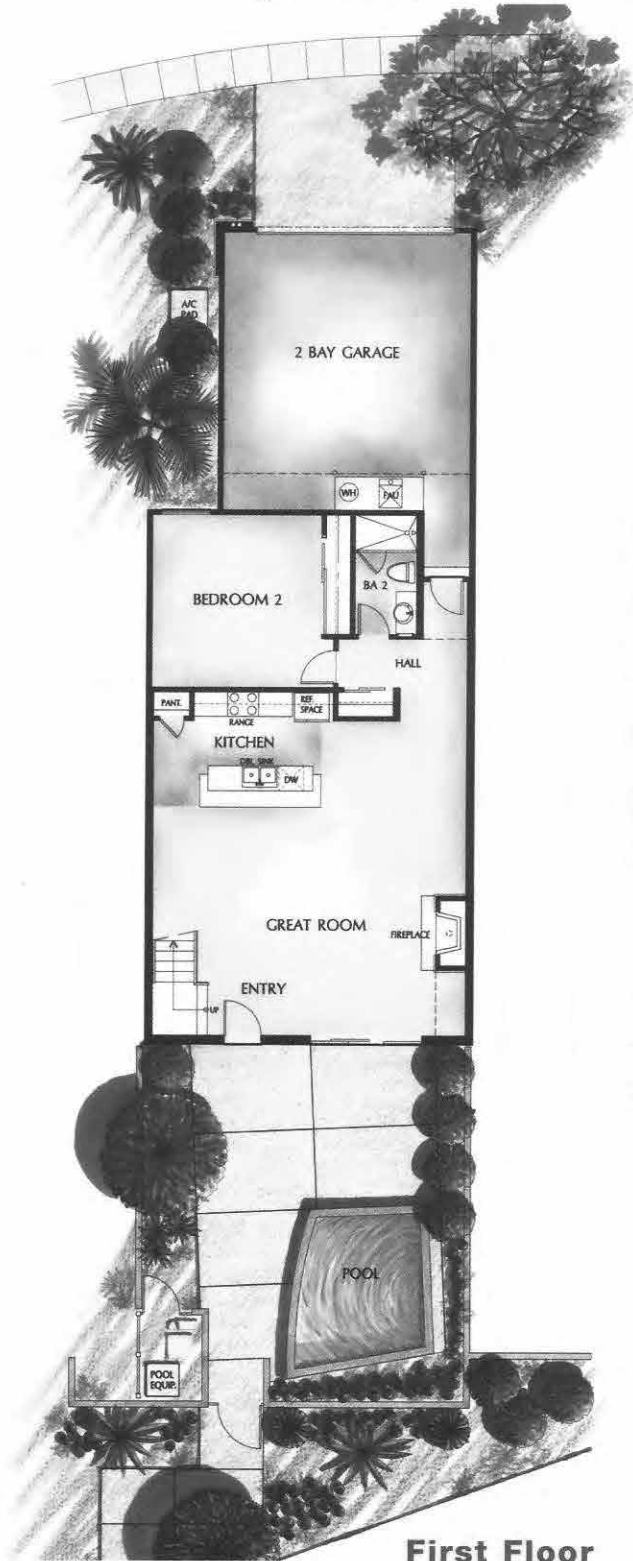 A/C
PAD
2 BAY GARAGE
WH
FAU
BEDROOM 2
BA 2
HALL
PANT.
RANGE
REF.
SPACE
KITCHEN
DBL SINK
DW
GREAT ROOM
FIREPLACE
ENTRY
UP
POOL
POOL
EQUIP.
First Floor